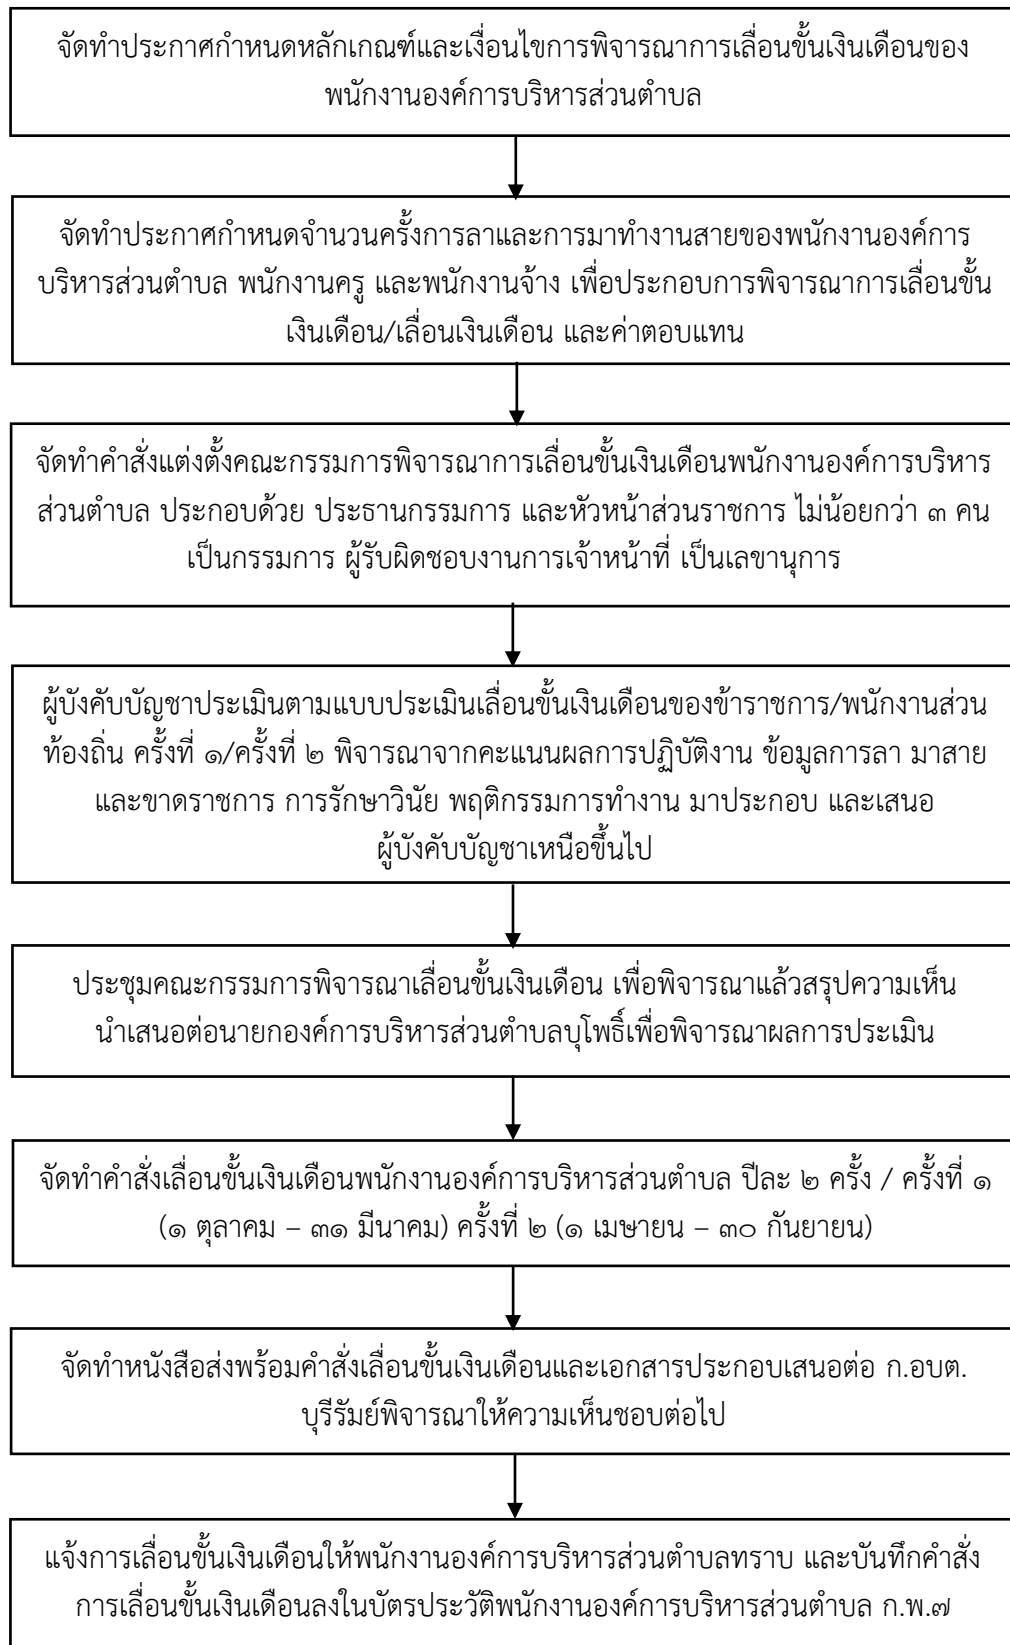 จัดทำประกาศกำหนดหลักเกณฑ์และเงื่อนไขการพิจารณาการเลื่อนขั้นเงินเดือนของ
พนักงานองค์การบริหารส่วนตำบล
จัดทำประกาศกำหนดจำนวนครั้งการลาและการมาทำงานสายของพนักงานองค์การ
บริหารส่วนตำบล พนักงานครู และพนักงานจ้าง เพื่อประกอบการพิจารณาการเลื่อนขั้น
เงินเดือน/เลื่อนเงินเดือน และค่าตอบแทน
จัดทำคำสั่งแต่งตั้งคณะกรรมการพิจารณาการเลื่อนขั้นเงินเดือนพนักงานองค์การบริหาร
ส่วนตำบล ประกอบด้วย ประธานกรรมการ และหัวหน้าส่วนราชการ ไม่น้อยกว่า ๓ คน
เป็นกรรมการ ผู้รับผิดชอบงานการเจ้าหน้าที่ เป็นเลขานุการ
ผู้บังคับบัญชาประเมินตามแบบประเมินเลื่อนขั้นเงินเดือนของข้าราชการ/พนักงานส่วน
ท้องถิ่น ครั้งที่ ๑/ครั้งที่ ๒ พิจารณาจากคะแนนผลการปฏิบัติงาน ข้อมูลการลา มาสาย
และขาดราชการ การรักษาวินัย พฤติกรรมการทำงาน มาประกอบ และเสนอ
ผู้บังคับบัญชาเหนือขึ้นไป
ประชุมคณะกรรมการพิจารณาเลื่อนขั้นเงินเดือน เพื่อพิจารณาแล้วสรุปความเห็น
นำเสนอต่อนายกองค์การบริหารส่วนตำบลบุโพธิ์เพื่อพิจารณาผลการประเมิน
จัดทำคำสั่งเลื่อนขั้นเงินเดือนพนักงานองค์การบริหารส่วนตำบล ปีละ ๒ ครั้ง / ครั้งที่ ๑
(๑ ตุลาคม – ๓๑ มีนาคม) ครั้งที่ ๒ (๑ เมษายน – ๓๐ กันยายน)
จัดทำหนังสือส่งพร้อมคำสั่งเลื่อนขั้นเงินเดือนและเอกสารประกอบเสนอต่อ ก.อบต.
บุรีรัมย์พิจารณาให้ความเห็นชอบต่อไป
แจ้งการเลื่อนขั้นเงินเดือนให้พนักงานองค์การบริหารส่วนตำบลทราบ และบันทึกคำสั่ง
การเลื่อนขั้นเงินเดือนลงในบัตรประวัติพนักงานองค์การบริหารส่วนตำบล ก.พ.๗